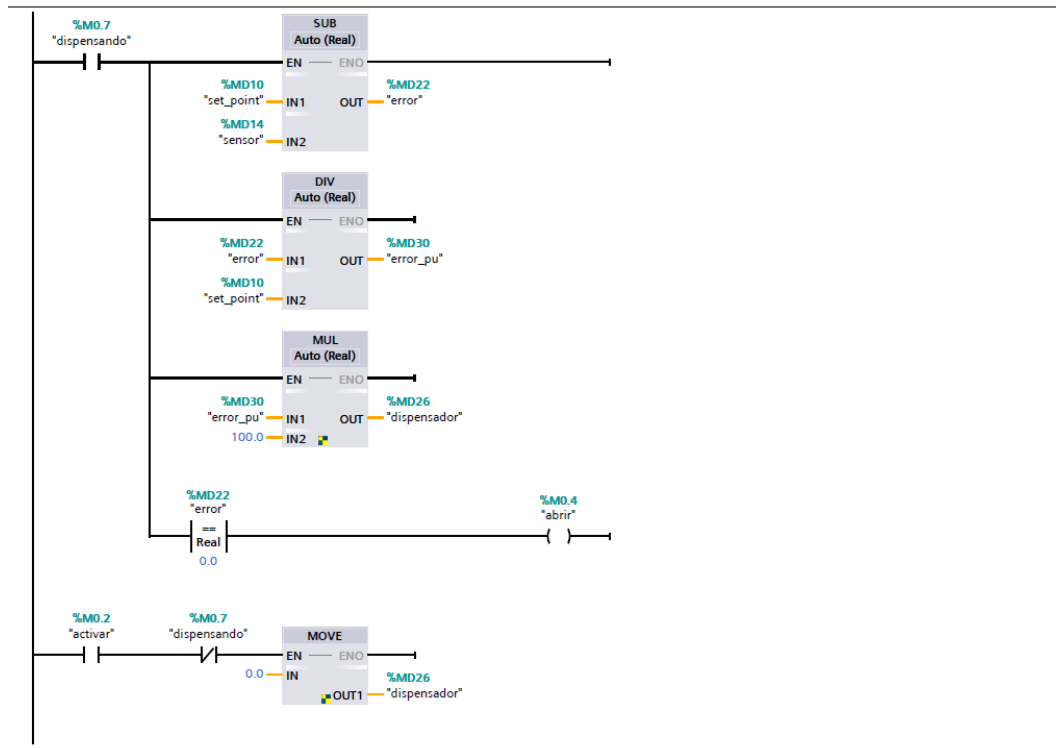 %M0.7
"dispensando"
SUB
Auto (Real)
EN ENO
%MD10
"set_point"
IN1
OUT
%MD22
"error"
%MD14
"sensor"
IN2
DIV
Auto (Real)
EN ENO
%MD22
"error"
IN1
OUT
%MD30
"error_pu"
%MD10
"set_point"
IN2
MUL
Auto (Real)
EN ENO
%MD30
"error_pu"
IN1
OUT
%MD26
"dispensador"
100.0 IN2
%MD22
"error"
==
Real
0.0
%M0.4
"abrir"
%M0.2
"activar"
%M0.7
"dispensando"
MOVE
EN ENO
0.0 IN
OUT1
%MD26
"dispensador"